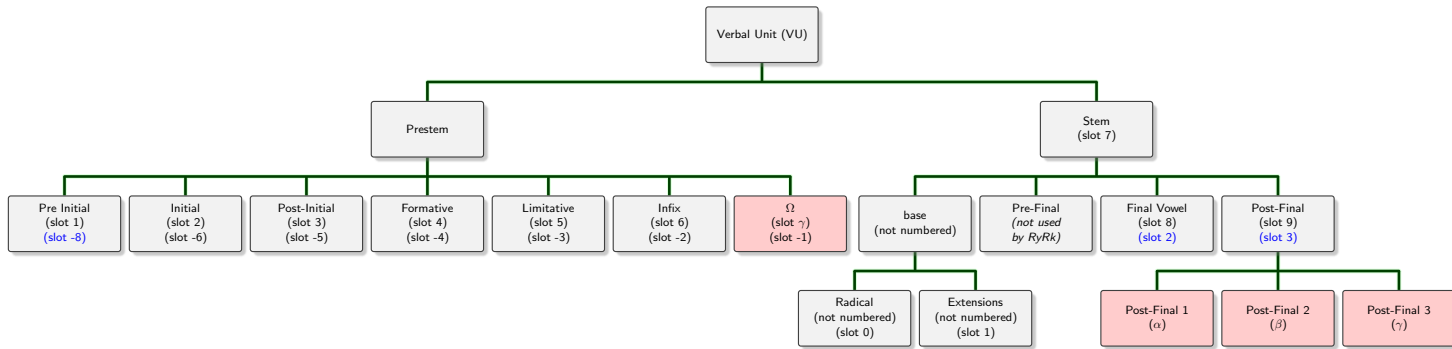 Verbal Unit (VU)
Prestem
Stem
(slot 7)
Pre Initial
(slot 1)
(slot -8)
Initial
(slot 2)
(slot -6)
Post-Initial
(slot 3)
(slot -5)
Formative
(slot 4)
(slot -4)
Limitative
(slot 5)
(slot -3)
Infix
(slot 6)
(slot -2)
Ω
(slot γ)
(slot -1)
base
(not numbered)
Pre-Final
(not used
by RyRk)
Final Vowel
(slot 8)
(slot 2)
Post-Final
(slot 9)
(slot 3)
Radical
(not numbered)
(slot 0)
Extensions
(not numbered)
(slot 1)
Post-Final 1
(α)
Post-Final 2
(β)
Post-Final 3
(γ)